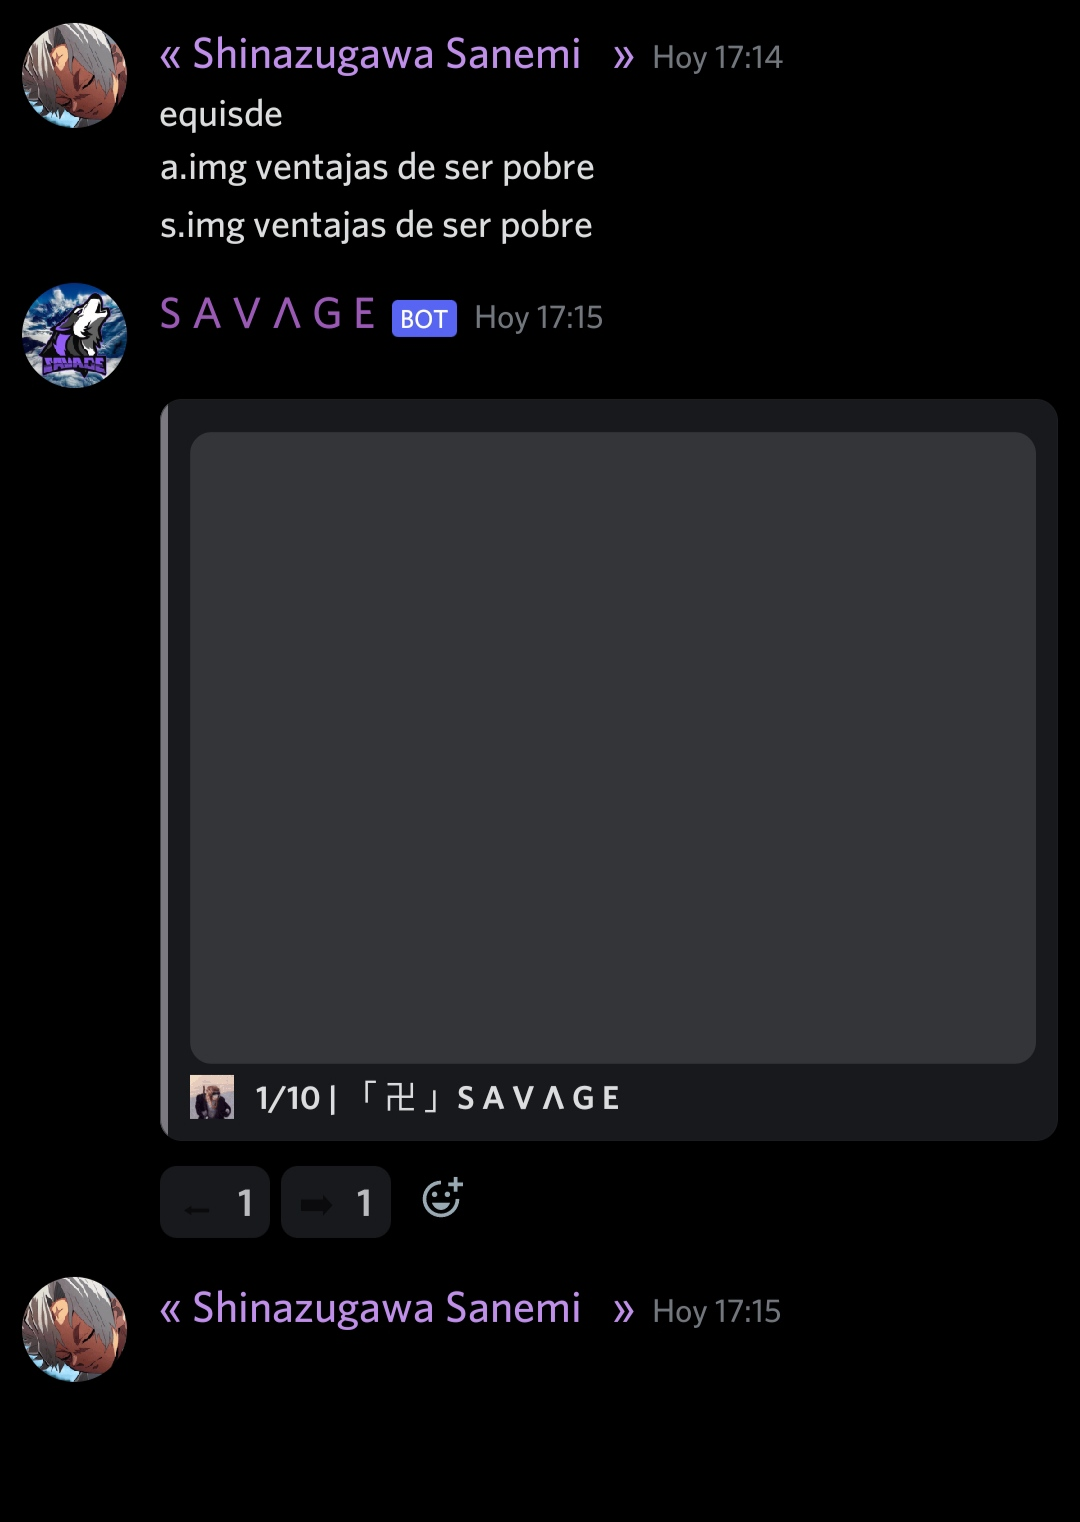 « Shinazugawa Sanemi » Hoy 17:14
equisde
a.img ventajas de ser pobre
s.img ventajas de ser pobre
S A V Λ G E BOT Hoy 17:15
SAVAGE
1/10 | 「卍」S A V Λ G E
1 1
« Shinazugawa Sanemi » Hoy 17:15